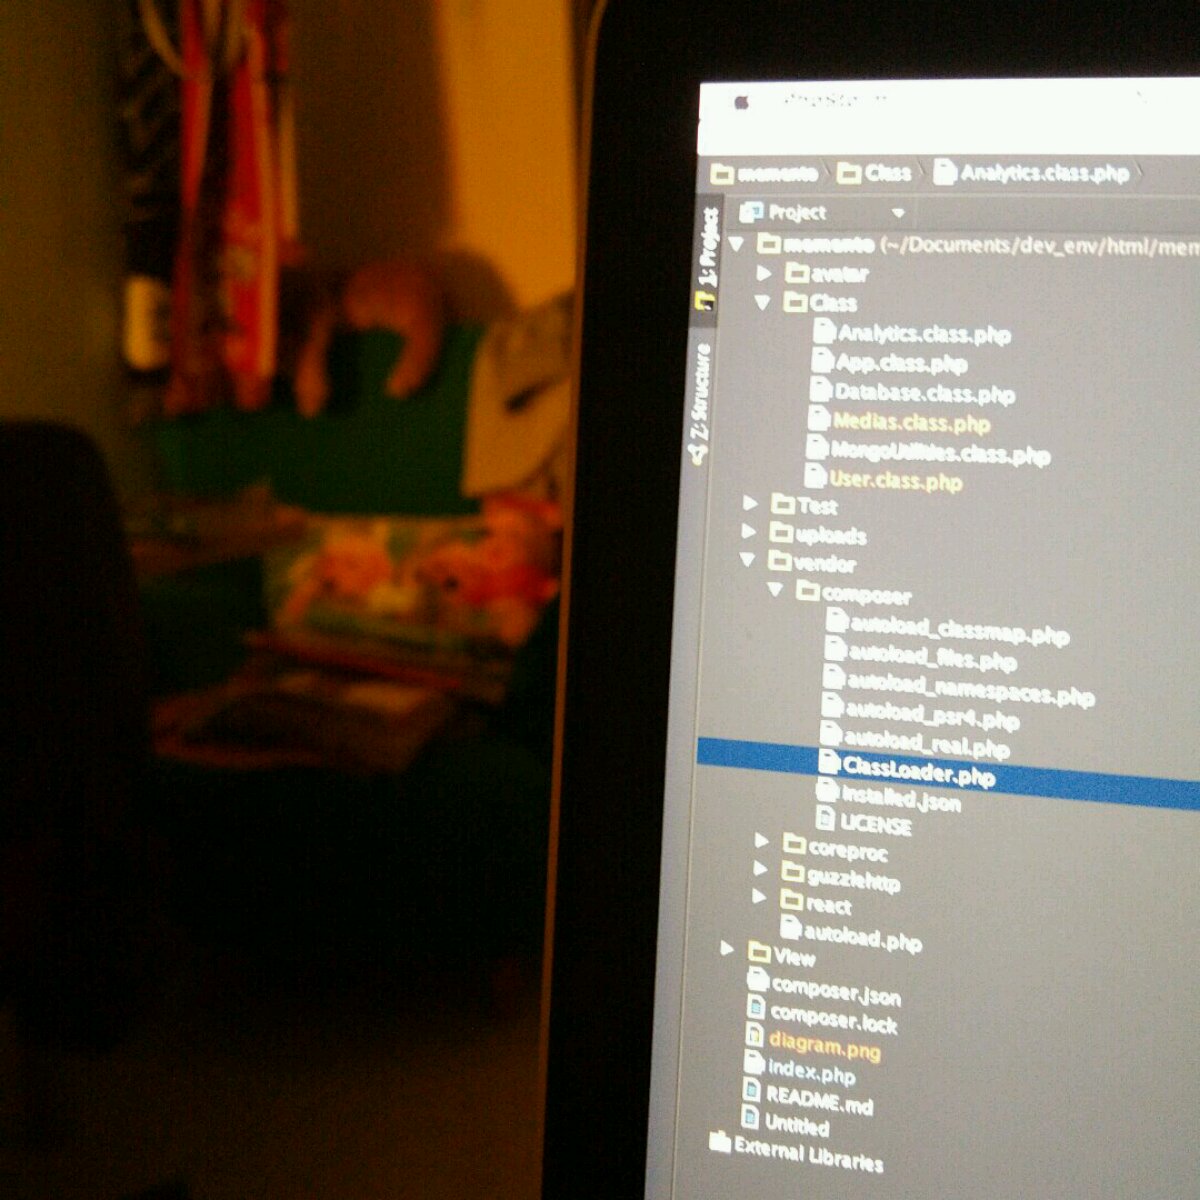 memento Class Analytics.class.php
Project
1: Project
memento (~/Documents/dev_env/html/mem
avatar
Class
Analytics.class.php
App.class.php
Database.class.php
Medias.class.php
MongoUtilities.class.php
User.class.php
Z: Structure
Test
uploads
vendor
composer
autoload_classmap.php
autoload_files.php
autoload_namespaces.php
autoload_psr4.php
autoload_real.php
ClassLoader.php
installed.json
LICENSE
coreproc
guzzlehttp
react
autoload.php
View
composer.json
composer.lock
diagram.png
index.php
README.md
Untitled
External Libraries